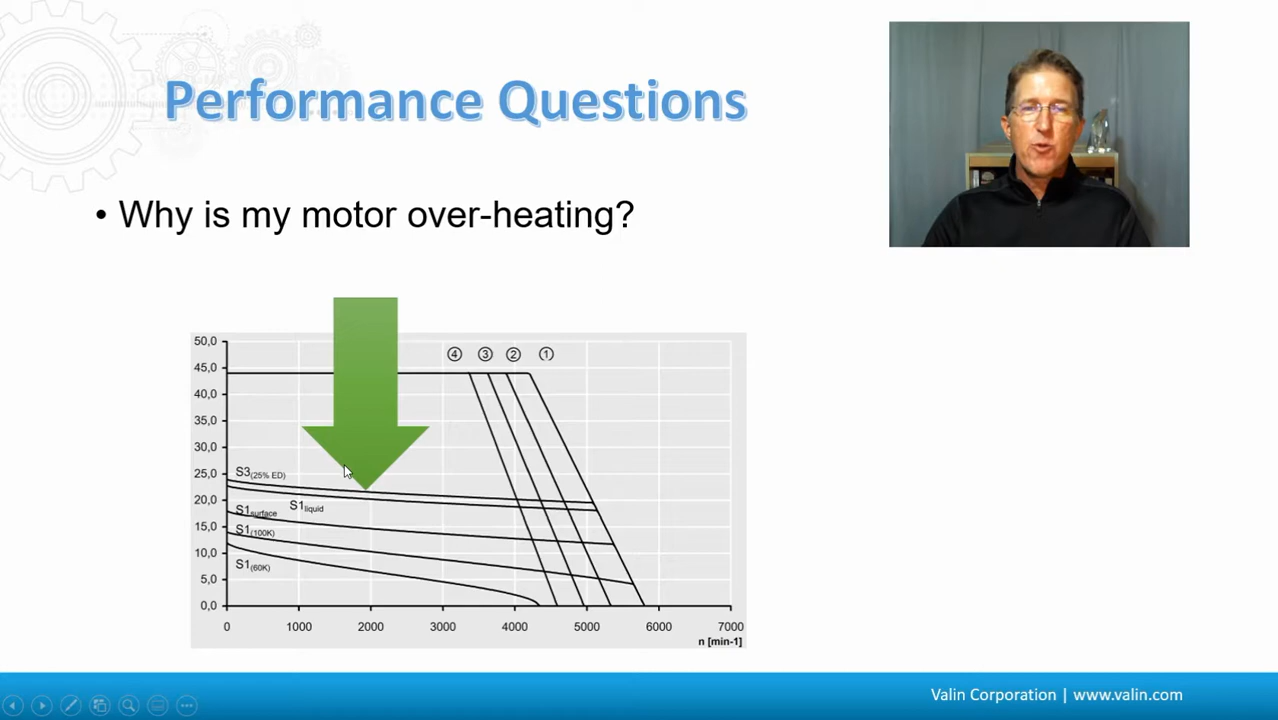 Performance Questions
• Why is my motor over-heating?
50,0
45,0
40,0
35,0
30,0
25,0
20,0
15,0
10,0
5,0
0,0
④ ③ ② ①
S3(25% ED)
S1liquid
S1surface
S1(100K)
S1(60K)
0 1000 2000 3000 4000 5000 6000 7000
n [min-1]
Valin Corporation | www.valin.com